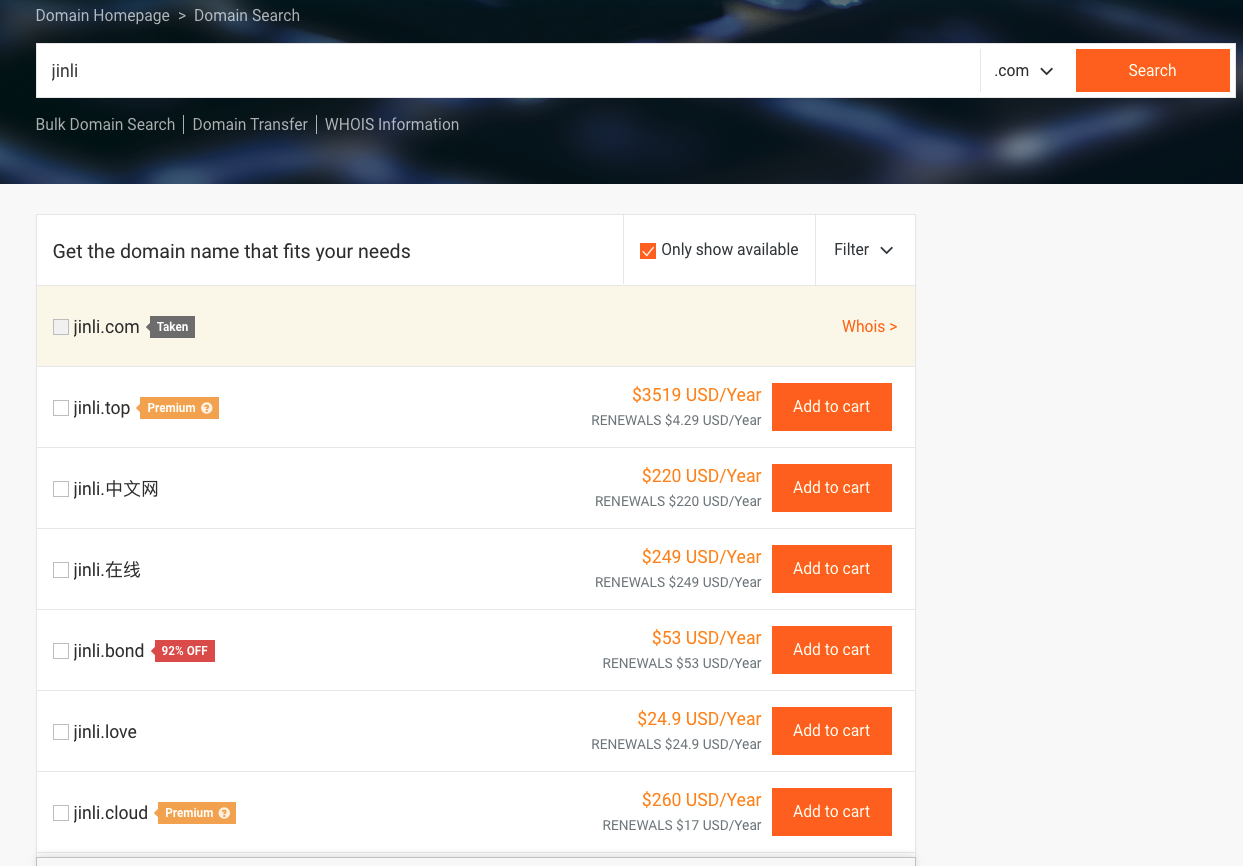 Domain Homepage > Domain Search
jinli .com Search
Bulk Domain Search | Domain Transfer | WHOIS Information
Get the domain name that fits your needs Only show available Filter
jinli.com Taken Whois >
jinli.top Premium ? $3519 USD/Year Add to cart
RENEWALS $4.29 USD/Year
jinli.中文网 $220 USD/Year Add to cart
RENEWALS $220 USD/Year
jinli.在线 $249 USD/Year Add to cart
RENEWALS $249 USD/Year
jinli.bond 92% OFF $53 USD/Year Add to cart
RENEWALS $53 USD/Year
jinli.love $24.9 USD/Year Add to cart
RENEWALS $24.9 USD/Year
jinli.cloud Premium ? $260 USD/Year Add to cart
RENEWALS $17 USD/Year